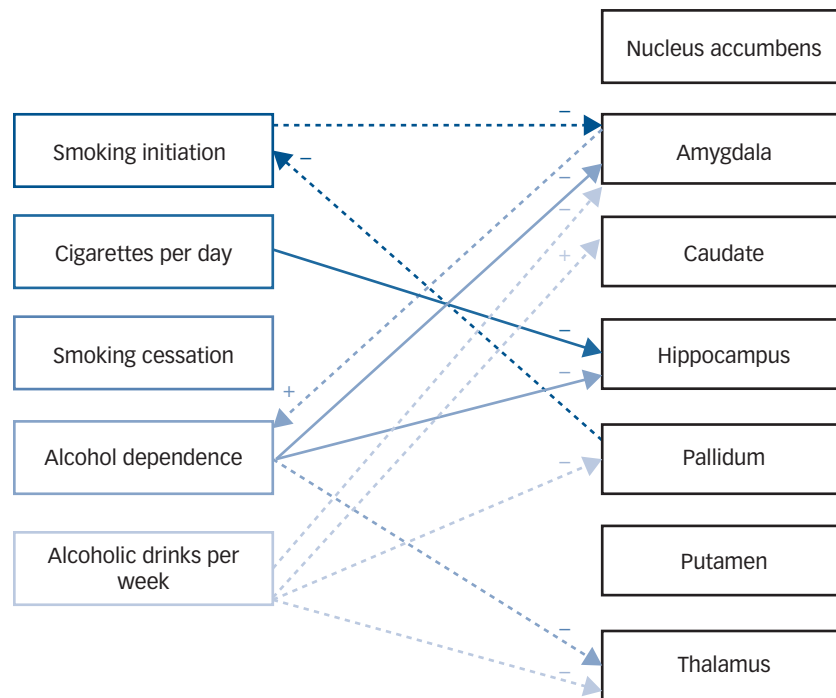 Nucleus accumbens
–
Smoking initiation
–
Amygdala
–
–
Cigarettes per day
+
Caudate
–
Smoking cessation
Hippocampus
–
+
Alcohol dependence
–
Pallidum
Alcoholic drinks per
week
Putamen
–
Thalamus
–